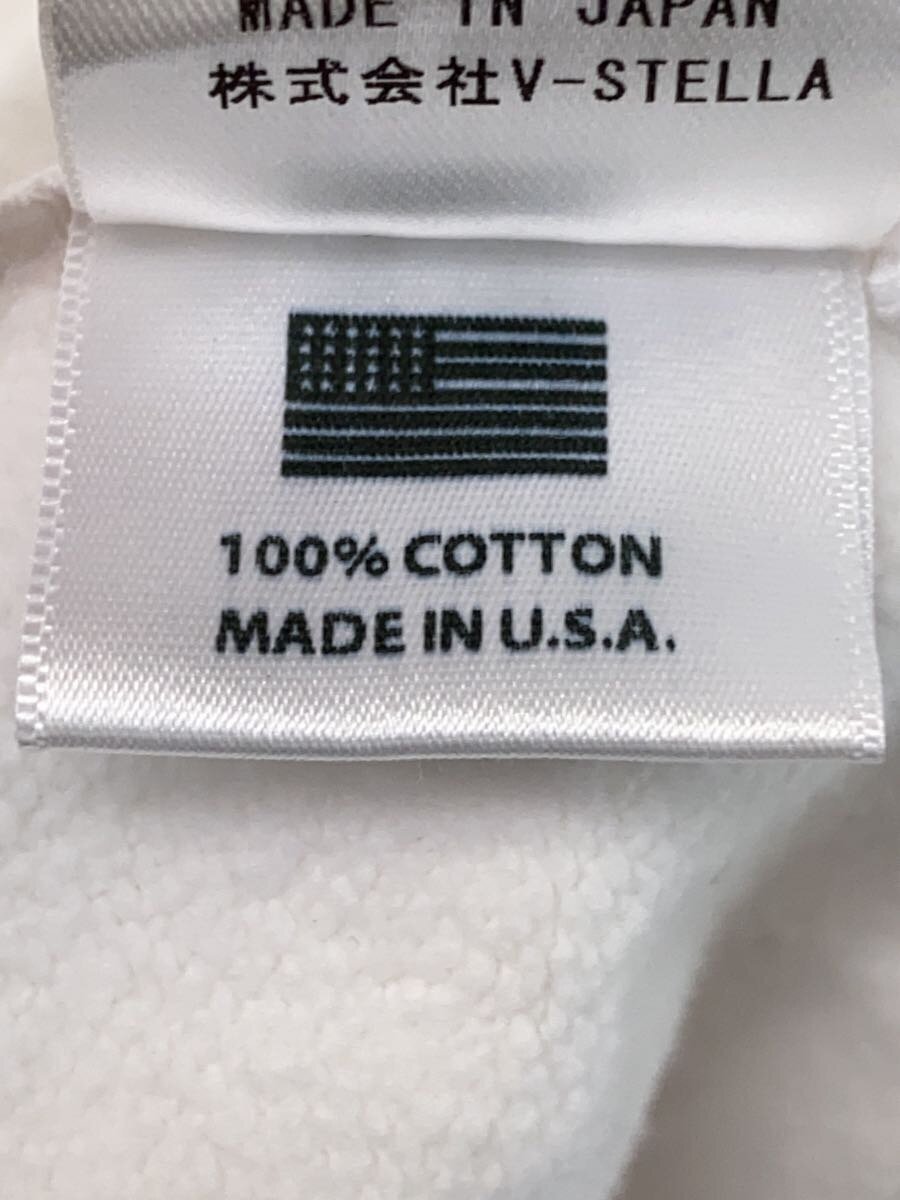 MADE IN JAPAN
株式会社V-STELLA
100% COTTON
MADE IN U.S.A.